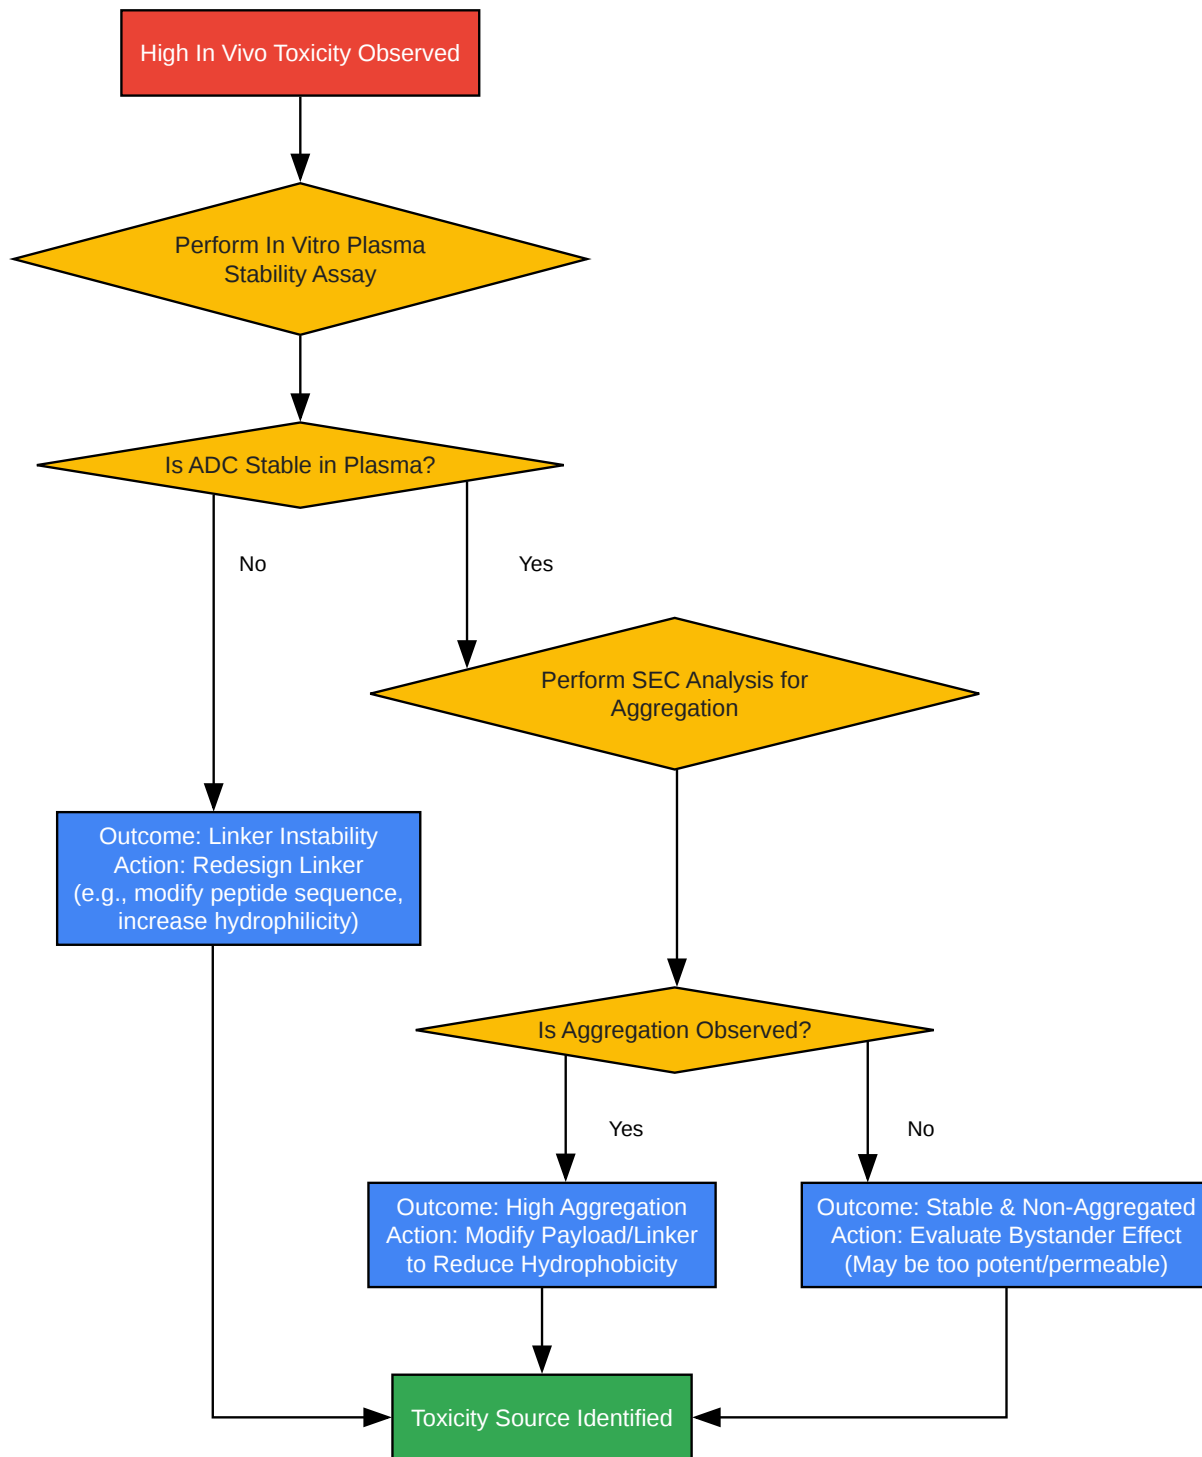 High In Vivo Toxicity Observed
Perform In Vitro Plasma
Stability Assay
Is ADC Stable in Plasma?
No
Yes
Perform SEC Analysis for
Aggregation
Outcome: Linker Instability
Action: Redesign Linker
(e.g., modify peptide sequence,
increase hydrophilicity)
Is Aggregation Observed?
Yes
No
Outcome: High Aggregation
Action: Modify Payload/Linker
to Reduce Hydrophobicity
Outcome: Stable & Non-Aggregated
Action: Evaluate Bystander Effect
(May be too potent/permeable)
Toxicity Source Identified